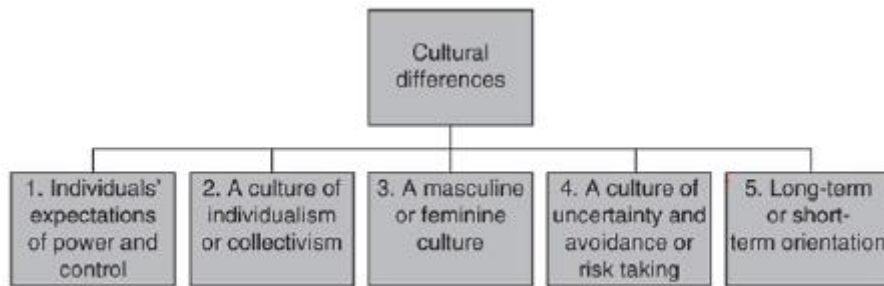 Cultural
differences
1. Individuals'
expectations
of power and
control
2. A culture of
individualism
or collectivism
3. A masculine
or feminine
culture
4. A culture of
uncertainty and
avoidance or
risk taking
5. Long-term
or short-
term orientation